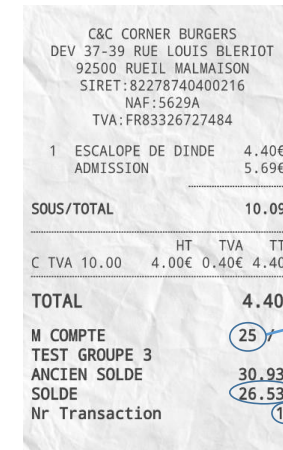 C&C CORNER BURGERS
DEV 37-39 RUE LOUIS BLERIOT
92500 RUEIL MALMAISON
SIRET:82278740400216
NAF:5629A
TVA:FR83326727484
1 ESCALOPE DE DINDE 4.40€
ADMISSION 5.69€
SOUS/TOTAL 10.09
HT TVA TT
C TVA 10.00 4.00€ 0.40€ 4.40
TOTAL 4.40
M COMPTE 25 /
TEST GROUPE 3
ANCIEN SOLDE 30.93
SOLDE 26.53
Nr Transaction 1